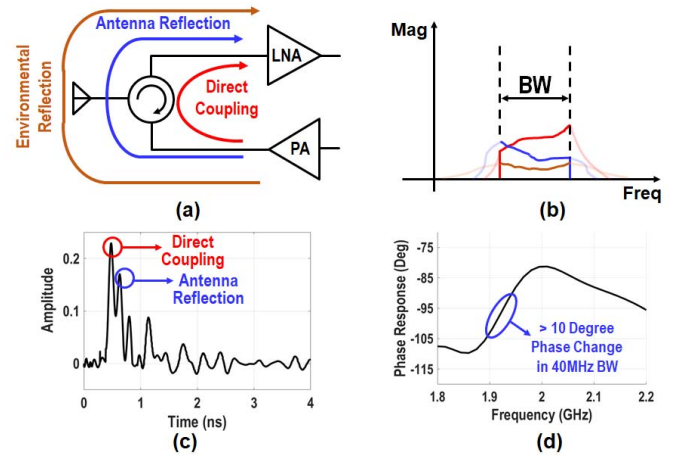 Environmental
Reflection
Antenna Reflection
LNA
Direct
Coupling
PA
(a)
Mag
BW
Freq
(b)
Amplitude
0.2
0.1
0
Direct
Coupling
Antenna
Reflection
0
1
2
3
4
Time (ns)
(c)
Phase Response (Deg)
-75
-85
-95
-105
-115
> 10 Degree
Phase Change
in 40MHz BW
1.8
1.9
2
2.1
2.2
Frequency (GHz)
(d)